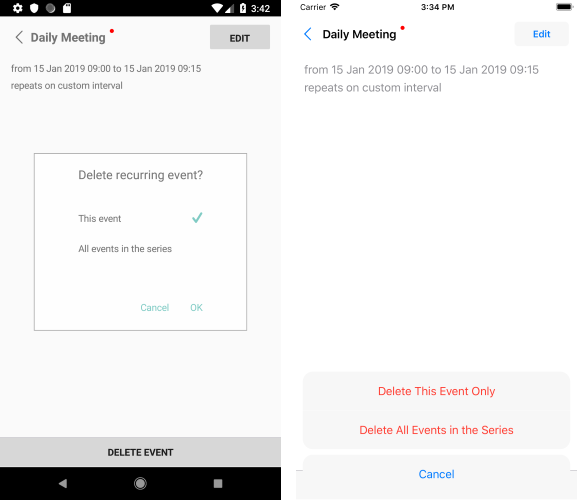 3:42
Daily Meeting
EDIT
from 15 Jan 2019 09:00 to 15 Jan 2019 09:15
repeats on custom interval
Delete recurring event?
This event
All events in the series
Cancel OK
DELETE EVENT
Carrier 3:34 PM
Daily Meeting
Edit
from 15 Jan 2019 09:00 to 15 Jan 2019 09:15
repeats on custom interval
Delete This Event Only
Delete All Events in the Series
Cancel